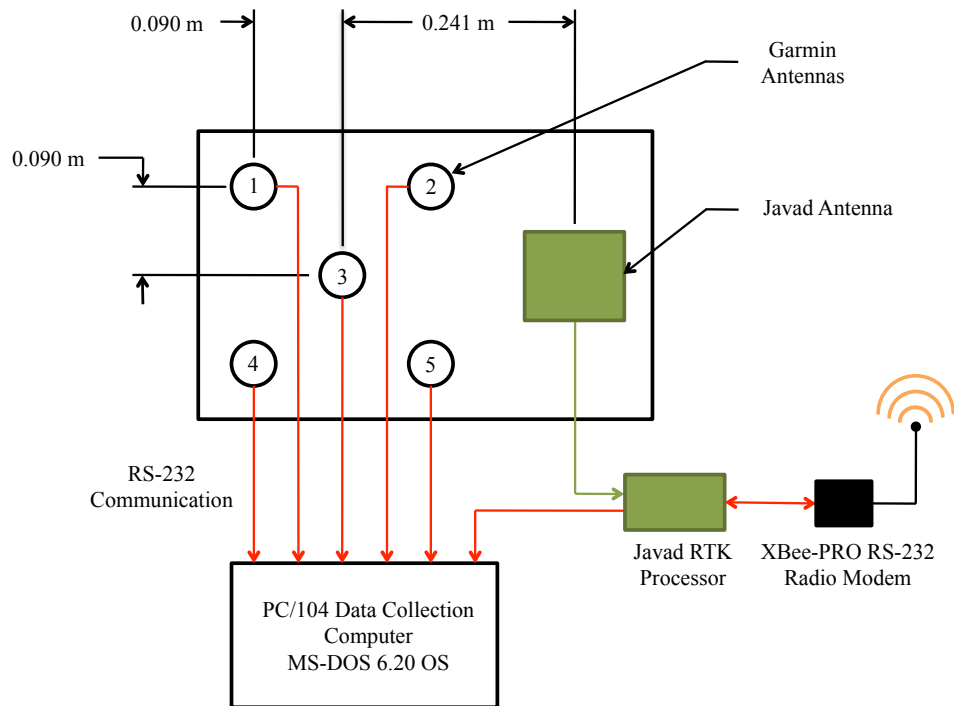 0.090 m
0.241 m
Garmin
Antennas
0.090 m
1
2
Javad Antenna
3
4
5
RS-232
Communication
Javad RTK
Processor
XBee-PRO RS-232
Radio Modem
PC/104 Data Collection
Computer
MS-DOS 6.20 OS